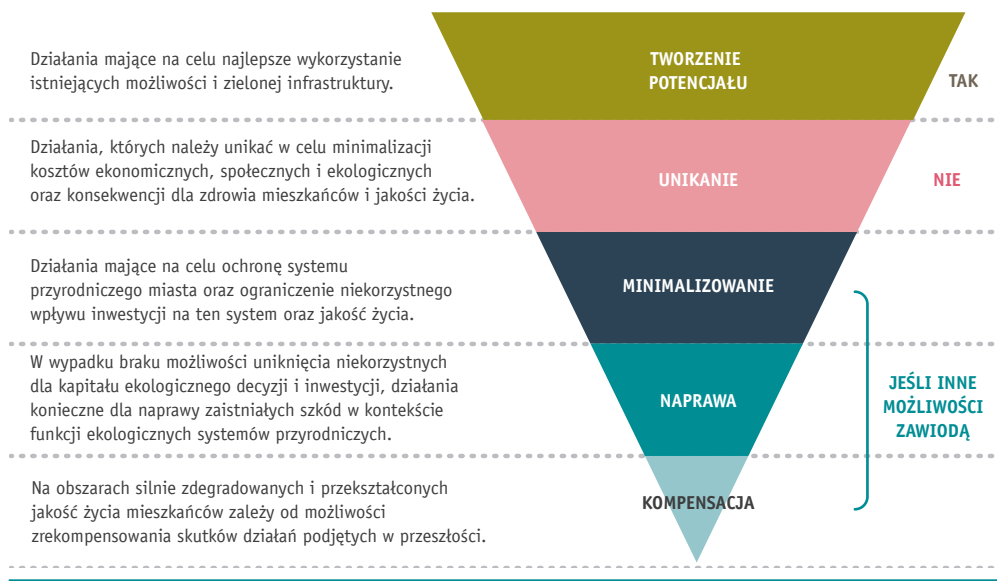 Działania mające na celu najlepsze wykorzystanie
istniejących możliwości i zielonej infrastruktury.
TWORZENIE
POTENCJAŁU
TAK
Działania, których należy unikać w celu minimalizacji
kosztów ekonomicznych, społecznych i ekologicznych
oraz konsekwencji dla zdrowia mieszkańców i jakości życia.
UNIKANIE
NIE
Działania mające na celu ochronę systemu
przyrodniczego miasta oraz ograniczenie niekorzystnego
wpływu inwestycji na ten system oraz jakość życia.
MINIMALIZOWANIE
W wypadku braku możliwości uniknięcia niekorzystnych
dla kapitału ekologicznego decyzji i inwestycji, działania
konieczne dla naprawy zaistniałych szkód w kontekście
funkcji ekologicznych systemów przyrodniczych.
NAPRAWA
JEŚLI INNE
MOŻLIWOŚCI
ZAWIODĄ
Na obszarach silnie zdegradowanych i przekształconych
jakość życia mieszkańców zależy od możliwości
zrekompensowania skutków działań podjętych w przeszłości.
KOMPENSACJA